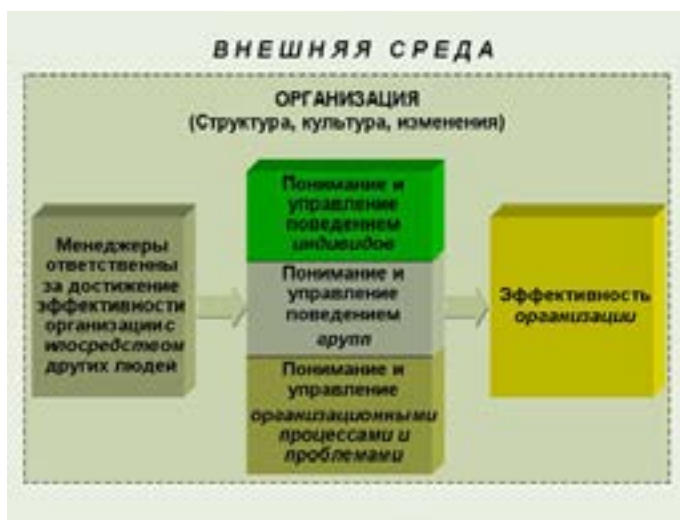 ВНЕШНЯЯ СРЕДА
ОРГАНИЗАЦИЯ
(Структура, культура, изменения)
Менеджеры
ответственны
за достижение
эффективности
организации с
ипосредством
других людей
Понимание и
управление
поведением
индивидов
Понимание и
управление
поведением
групп
Понимание и
управление
организационными
процессами и
проблемами
Эффективность
организации